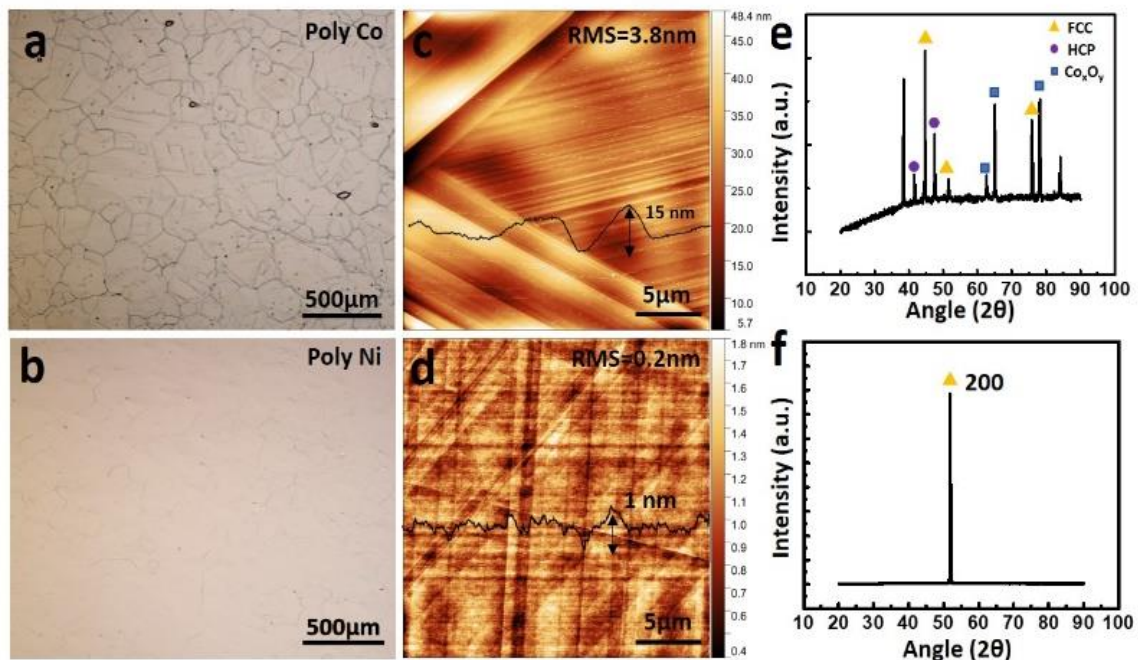 a
Poly Co
500µm
c
RMS=3.8nm
15 nm
5µm
48.4 nm
45.0
40.0
35.0
30.0
25.0
20.0
15.0
10.0
5.7
e
FCC
HCP
CoxOy
Intensity (a.u.)
10 20 30 40 50 60 70 80 90 100
Angle (2θ)
b
Poly Ni
500µm
d
RMS=0.2nm
1 nm
5µm
1.8 nm
1.7
1.6
1.5
1.4
1.3
1.2
1.1
1.0
0.9
0.8
0.7
0.6
0.4
f
200
Intensity (a.u.)
10 20 30 40 50 60 70 80 90 100
Angle (2θ)